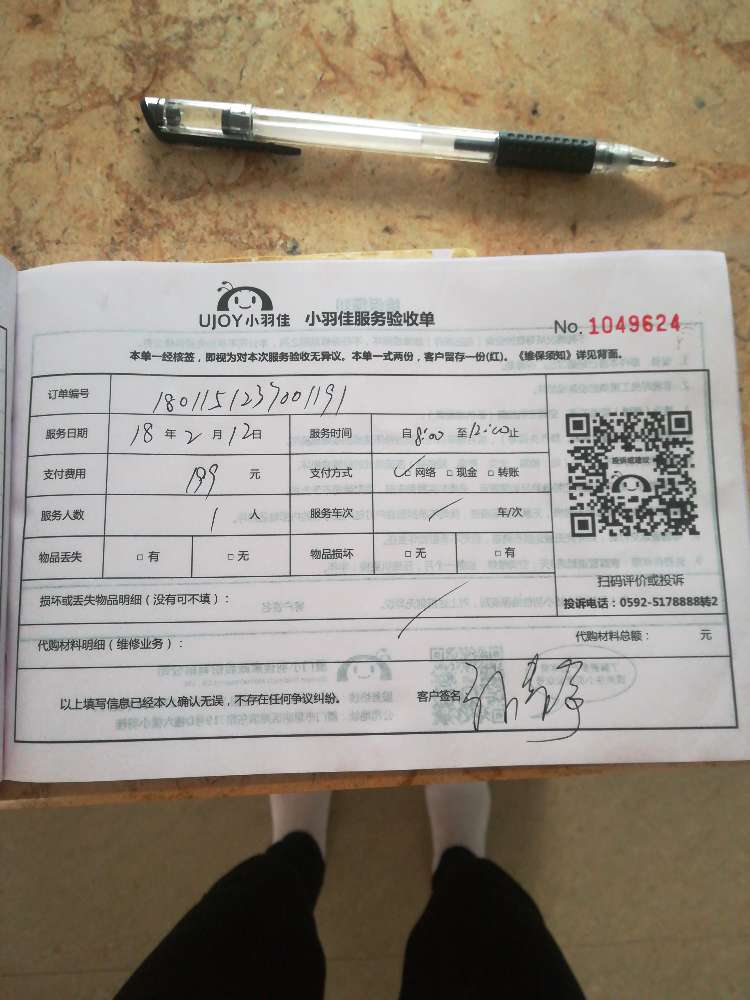 UJOY小羽佳 小羽佳服务验收单 No. 1049624
本单一经核签，即视为对本次服务验收无异议。本单一式两份，客户留存一份(红)。《维保须知》详见背面。
订单编号 1801151237001191
服务日期 18 年 2 月 12 日 服务时间 自 8:00 至 12:00 止
支付费用 199 元 支付方式 ✓□ 网络 □ 现金 □ 转账
投诉或建议
服务人数 1 人 服务车次 车/次
物品丢失 □ 有 □ 无 物品损坏 □ 无 □ 有
扫码评价或投诉
损坏或丢失物品明细（没有可不填）： 投诉电话：0592-5178888转2
代购材料明细（维修业务）： 代购材料总额： 元
以上填写信息已经本人确认无误，不存在任何争议纠纷。 客户签名